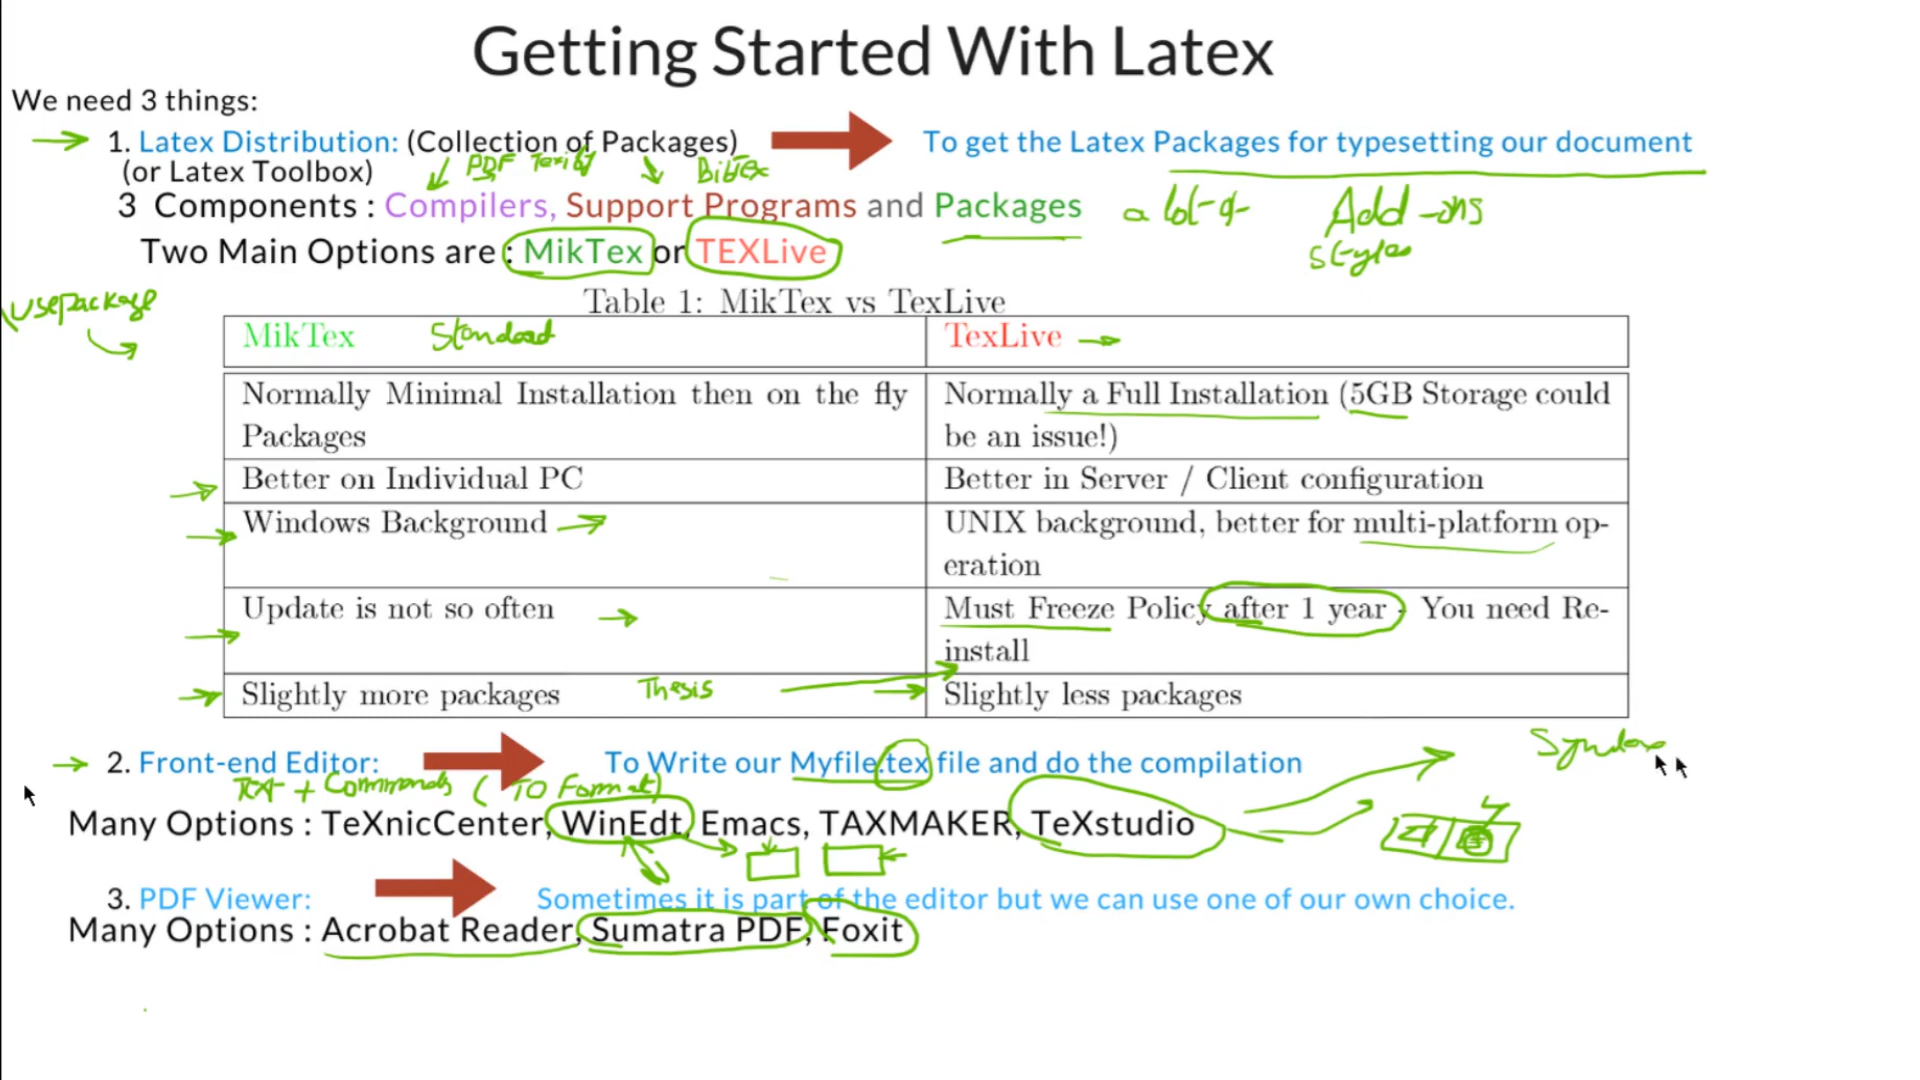 Getting Started With Latex
We need 3 things:
1. Latex Distribution: (Collection of Packages) To get the Latex Packages for typesetting our document
(or Latex Toolbox) PDF BibTex
3 Components : Compilers, Support Programs and Packages a lot of Add-ons
styles
Two Main Options are : MikTex or TEXLive
\usepackage
Table 1: MikTex vs TexLive
MikTex Standard TexLive
Normally Minimal Installation then on the fly Normally a Full Installation (5GB Storage could
Packages be an issue!)
Better on Individual PC Better in Server / Client configuration
Windows Background UNIX background, better for multi-platform op-
eration
Update is not so often Must Freeze Policy after 1 year - You need Re-
install
Slightly more packages Thesis Slightly less packages
2. Front-end Editor: To Write our Myfile.tex file and do the compilation
Text + Commands (To Format)
Many Options : TeXnicCenter, WinEdt, Emacs, TAXMAKER, TeXstudio
3. PDF Viewer: Sometimes it is part of the editor but we can use one of our own choice.
Many Options : Acrobat Reader, Sumatra PDF, Foxit